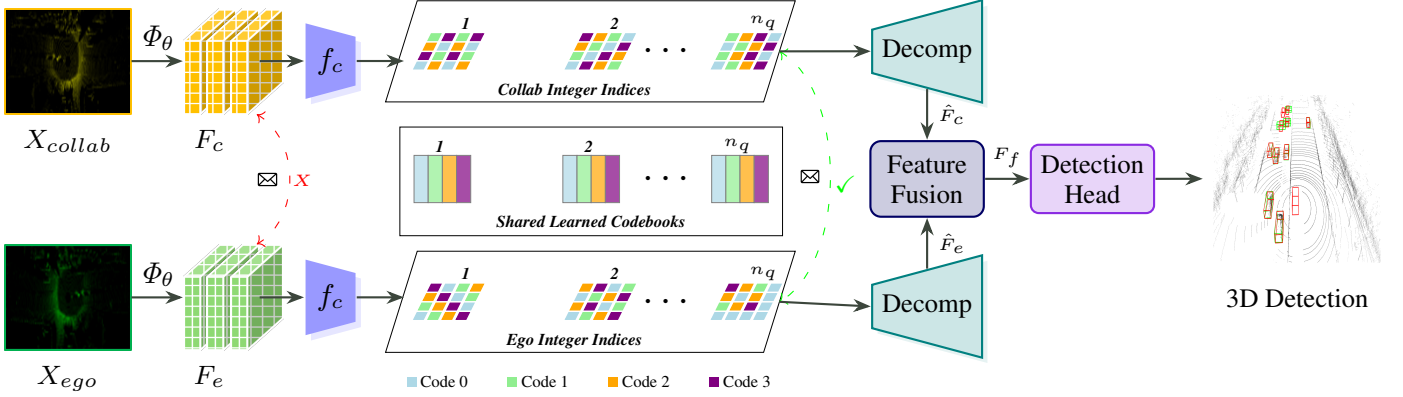 Φ_θ
X_collab
F_c
f_c
1
2
. . .
n_q
Collab Integer Indices
Decomp
F̂_c
1
2
. . .
n_q
Shared Learned Codebooks
X
✓
Feature
Fusion
F_f
Detection
Head
3D Detection
Φ_θ
X_ego
F_e
f_c
1
2
. . .
n_q
Ego Integer Indices
Decomp
F̂_e
Code 0
Code 1
Code 2
Code 3